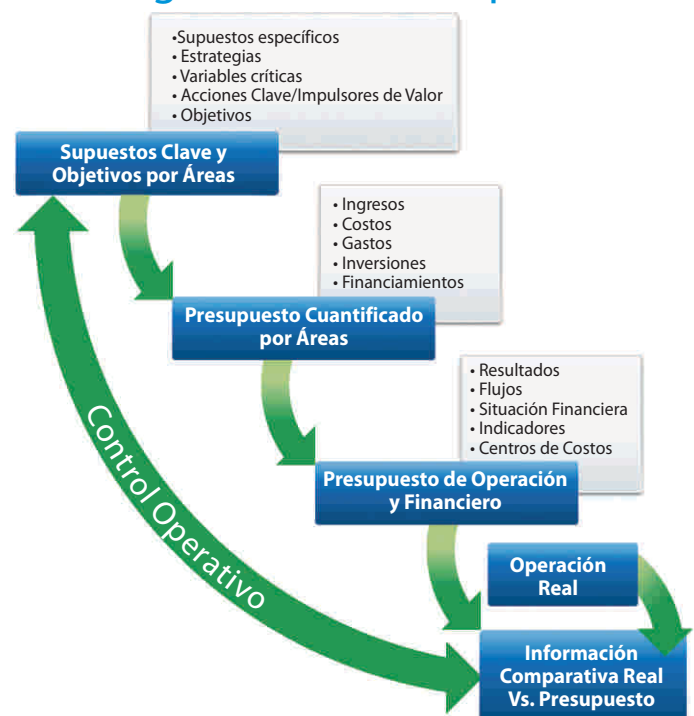 •Supuestos específicos
• Estrategias
• Variables críticas
• Acciones Clave/Impulsores de Valor
• Objetivos
Supuestos Clave y
Objetivos por Áreas
• Ingresos
• Costos
• Gastos
• Inversiones
• Financiamientos
Presupuesto Cuantificado
por Áreas
• Resultados
• Flujos
• Situación Financiera
• Indicadores
• Centros de Costos
Presupuesto de Operación
y Financiero
Control Operativo
Operación
Real
Información
Comparativa Real
Vs. Presupuesto